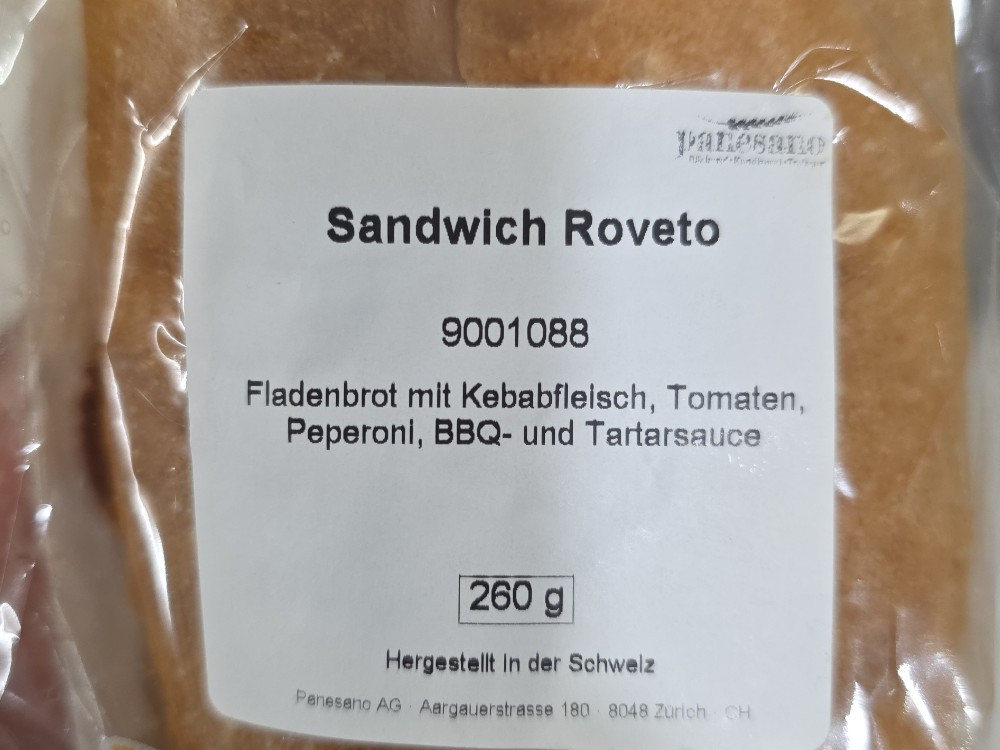 panesano
Sandwich Roveto
9001088
Fladenbrot mit Kebabfleisch, Tomaten,
Peperoni, BBQ- und Tartarsauce
260 g
Hergestellt in der Schweiz
Panesano AG · Aargauerstrasse 180 · 8048 Zürich · CH